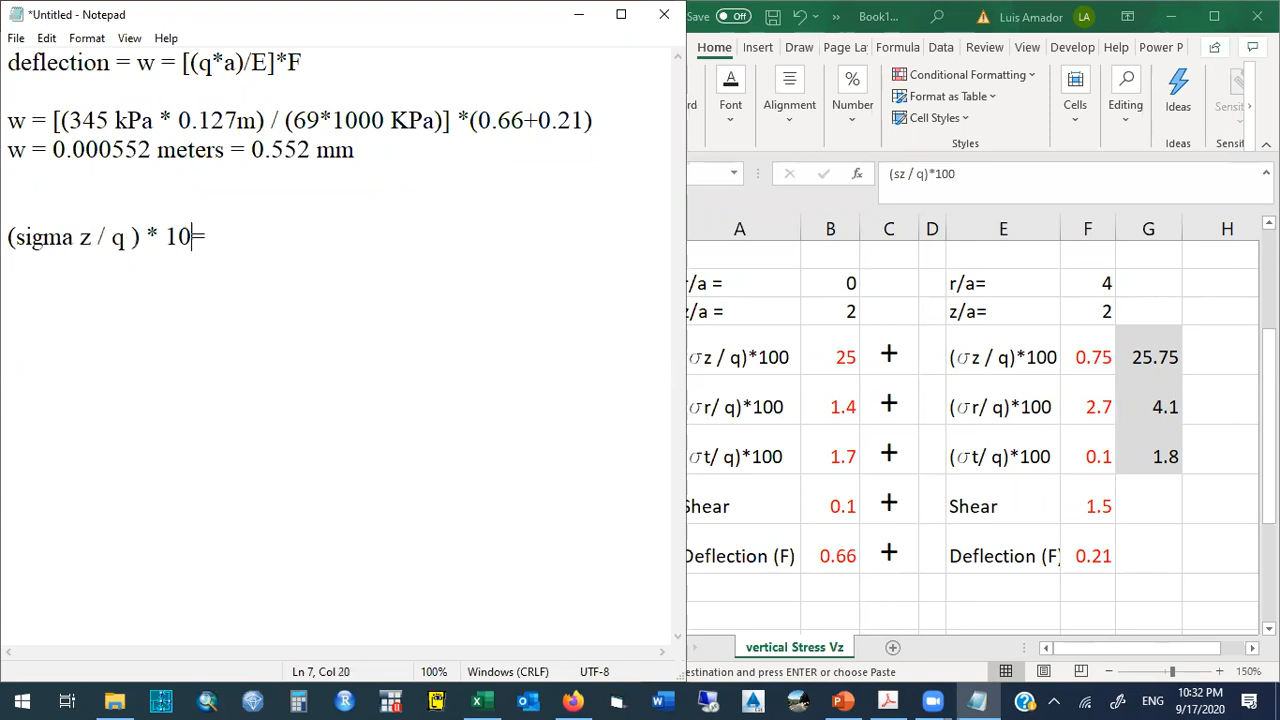 *Untitled - Notepad
File Edit Format View Help
deflection = w = [(q*a)/E]*F
w = [(345 kPa * 0.127m) / (69*1000 KPa)] *(0.66+0.21)
w = 0.000552 meters = 0.552 mm
(sigma z / q ) * 10=
Ln 7, Col 20 100% Windows (CRLF) UTF-8
Save Off Book1... Luis Amador LA
Home Insert Draw Page La Formula Data Review View Develop Help Power P
Font Alignment Number Conditional Formatting Format as Table Cell Styles Cells Editing Ideas Sensit
Styles Ideas Sensit
fx (sz / q)*100
A B C D E F G H
r/a = 0 r/a= 4
z/a = 2 z/a= 2
σz / q)*100 25 + (σz / q)*100 0.75 25.75
σr/ q)*100 1.4 + (σr/ q)*100 2.7 4.1
σt/ q)*100 1.7 + (σt/ q)*100 0.1 1.8
Shear 0.1 + Shear 1.5
Deflection (F) 0.66 + Deflection (F) 0.21
vertical Stress Vz
destination and press ENTER or choose Paste 150%
ENG 10:32 PM
9/17/2020